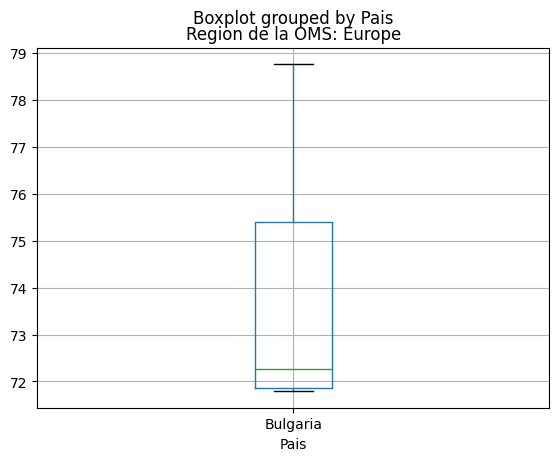 Boxplot grouped by Pais
Region de la OMS: Europe
79
78
77
76
75
74
73
72
Bulgaria
Pais